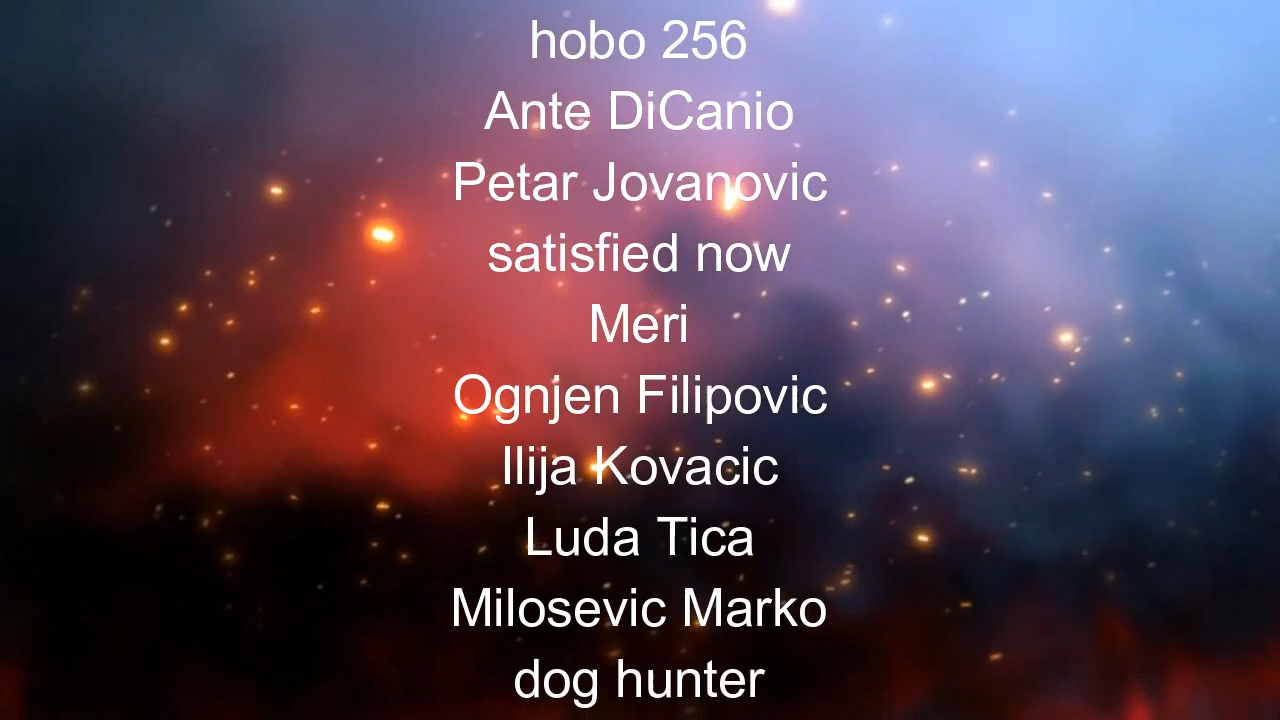 hobo 256
Ante DiCanio
Petar Jovanovic
satisfied now
Meri
Ognjen Filipovic
Ilija Kovacic
Luda Tica
Milosevic Marko
dog hunter